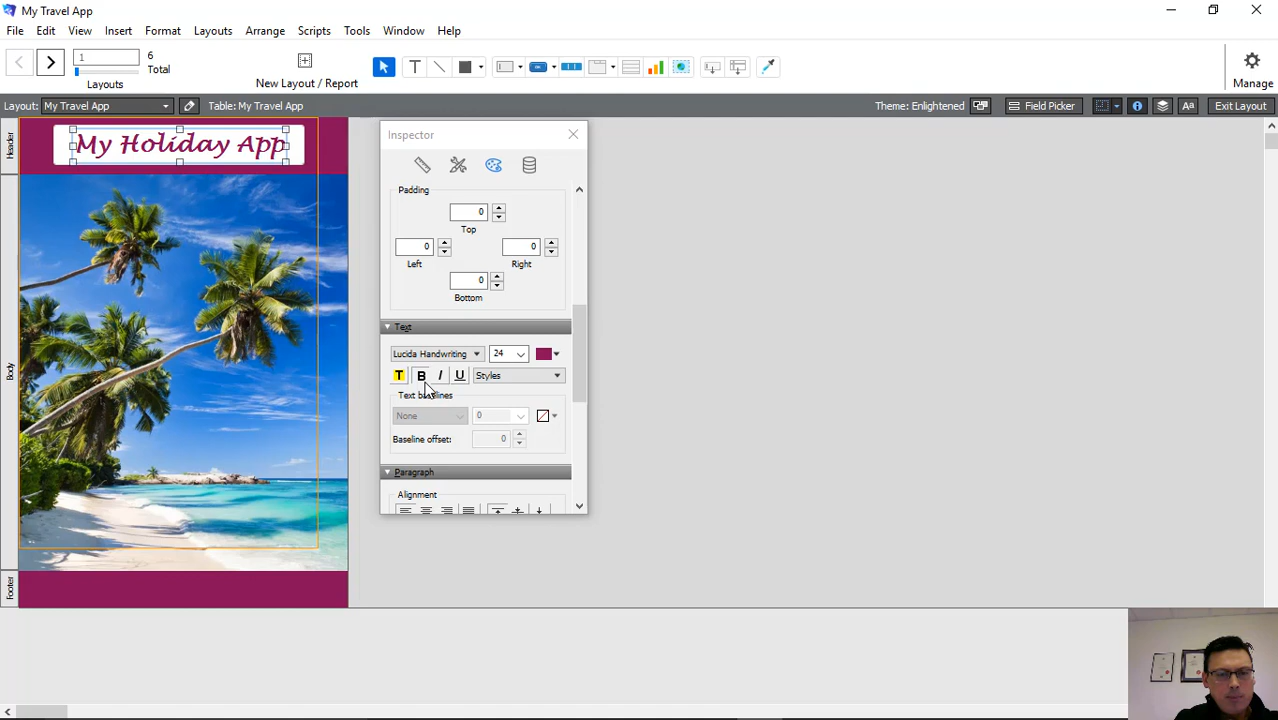 My Travel App
File Edit View Insert Format Layouts Arrange Scripts Tools Window Help
1
6
Total
Layouts
New Layout / Report
Manage
Layout: My Travel App
Table: My Travel App
Theme: Enlightened
Field Picker
Aa
Exit Layout
Header
My Holiday App
Body
Footer
Inspector
Padding
0
Top
0
0
Left
Right
0
Bottom
Text
Lucida Handwriting
24
T
B
I
U
Styles
Text baselines
None
0
Baseline offset:
0
Paragraph
Alignment